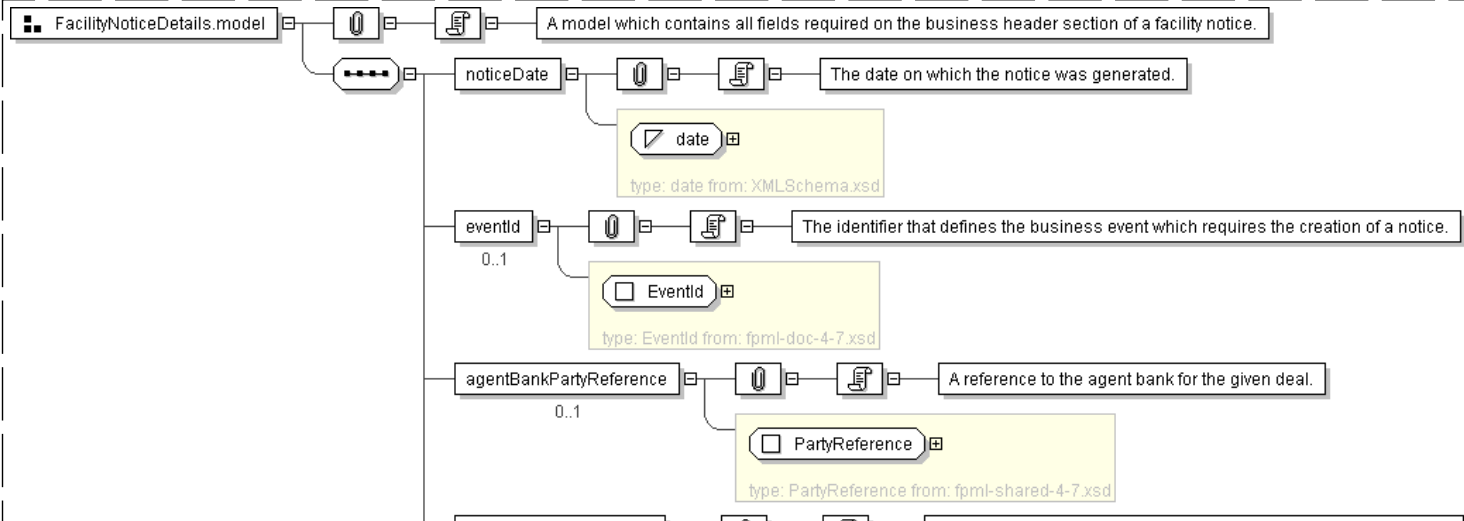 FacilityNoticeDetails.model
A model which contains all fields required on the business header section of a facility notice.
noticeDate
The date on which the notice was generated.
date
type: date from: XMLSchema.xsd
eventId
The identifier that defines the business event which requires the creation of a notice.
0..1
EventId
type: EventId from: fpml-doc-4-7.xsd
agentBankPartyReference
A reference to the agent bank for the given deal.
0..1
PartyReference
type: PartyReference from: fpml-shared-4-7.xsd